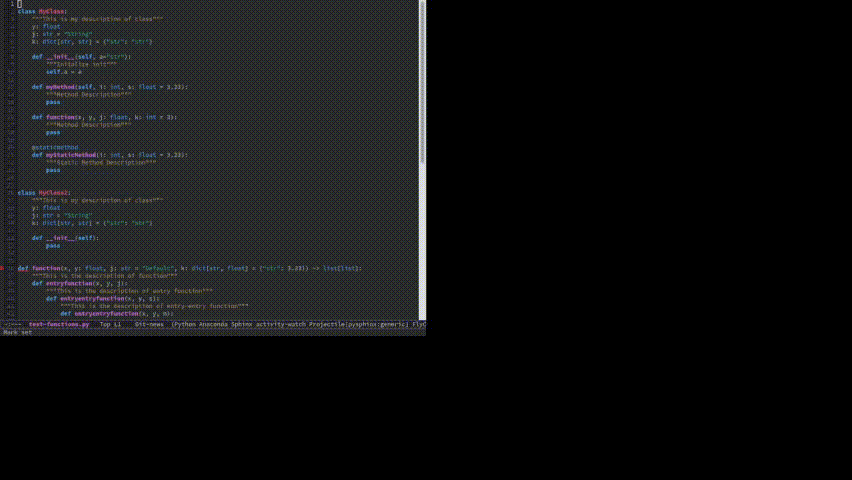 class MyClass:
"""This is my description of class"""
y: float
j: str = "String"
k: dict[str, str] = {"str": "str"}
def __init__(self, a="str"):
"""Initialize init"""
self.a = a
def myMethod(self, i: int, s: float = 3.23):
"""Method Description"""
pass
def function(x, y, j: float, k: int = 3):
"""Method Description"""
pass
@staticmethod
def myStaticMethod(i: int, s: float = 3.23):
"""Static Method Description"""
pass
class MyClass2:
"""This is my description of class"""
y: float
j: str = "String"
k: dict[str, str] = {"str": "str"}
def __init__(self):
pass
def function(x, y: float, j: str = "Default", k: dict[str, float] = {"str": 3.23}) -> list[list]:
"""This is the description of function"""
def entryfunction(x, y, j):
"""This is the description of entry function"""
def entryentryfunction(x, y, z):
"""This is the description of entry-entry function"""
def entryentryfunction(x, y, z):
-:--- test-functions.py Top L1 Git-news (Python Anaconda Sphinx activity-watch Projectile[pysphinx:generic] FlyC
Mark set